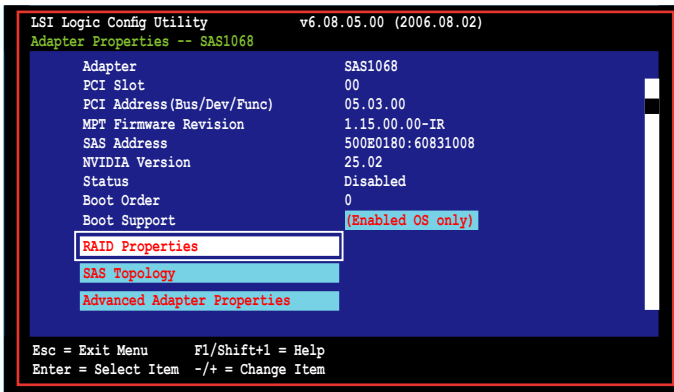 LSI Logic Config Utility v6.08.05.00 (2006.08.02)
Adapter Properties -- SAS1068
Adapter SAS1068
PCI Slot 00
PCI Address(Bus/Dev/Func) 05.03.00
MPT Firmware Revision 1.15.00.00-IR
SAS Address 500E0180:60831008
NVIDIA Version 25.02
Status Disabled
Boot Order 0
Boot Support (Enabled OS only)
RAID Properties
SAS Topology
Advanced Adapter Properties
Esc = Exit Menu F1/Shift+1 = Help
Enter = Select Item -/+ = Change Item